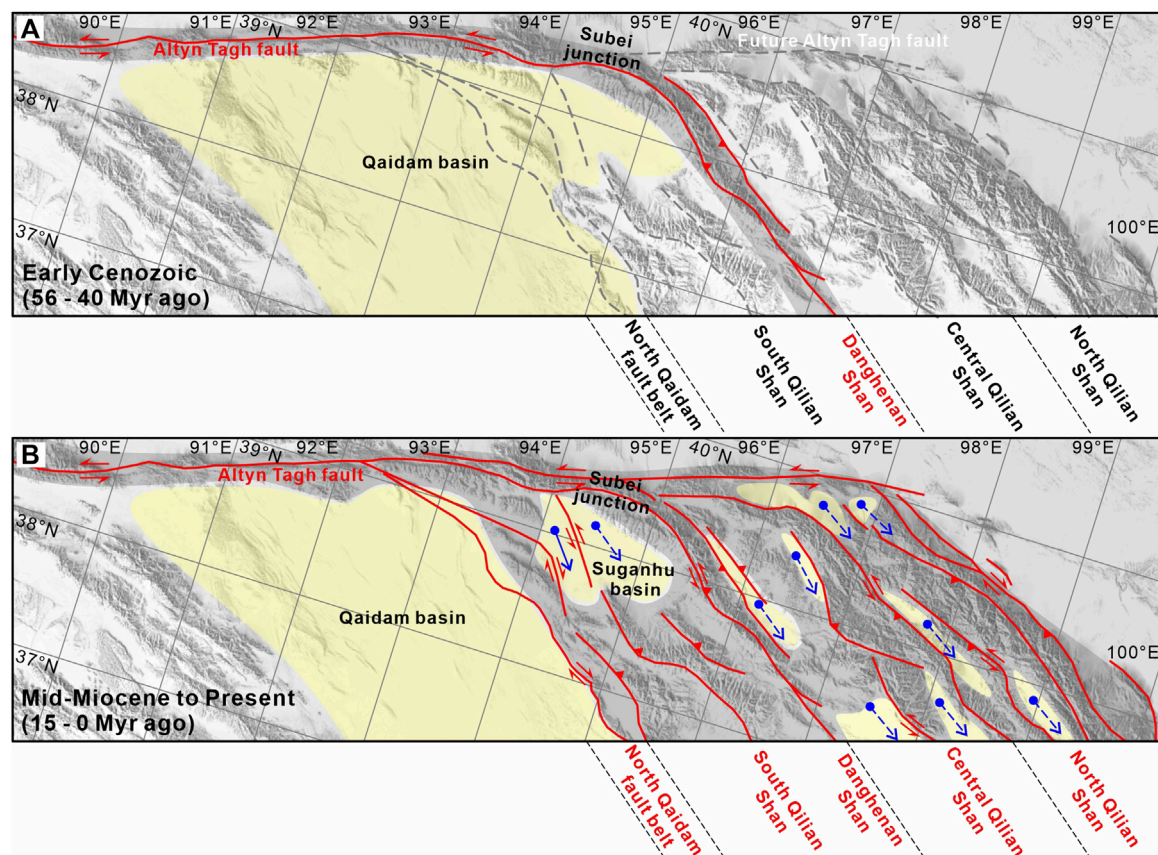 A
90°E
91°E
39°N
92°E
93°E
94°E
95°E
40°N
96°E
97°E
98°E
99°E
Altyn Tagh fault
Subei
junction
Future Altyn Tagh fault
38°N
Qaidam basin
37°N
100°E
Early Cenozoic
(56 - 40 Myr ago)
North Qaidam
fault belt
South Qilian
Shan
Danghenan
Shan
Central Qilian
Shan
North Qilian
Shan
B
90°E
91°E
39°N
92°E
93°E
94°E
95°E
40°N
96°E
97°E
98°E
99°E
Altyn Tagh fault
Subei
junction
38°N
Suganhu
basin
Qaidam basin
37°N
100°E
Mid-Miocene to Present
(15 - 0 Myr ago)
North Qaidam
fault belt
South Qilian
Shan
Danghenan
Shan
Central Qilian
Shan
North Qilian
Shan